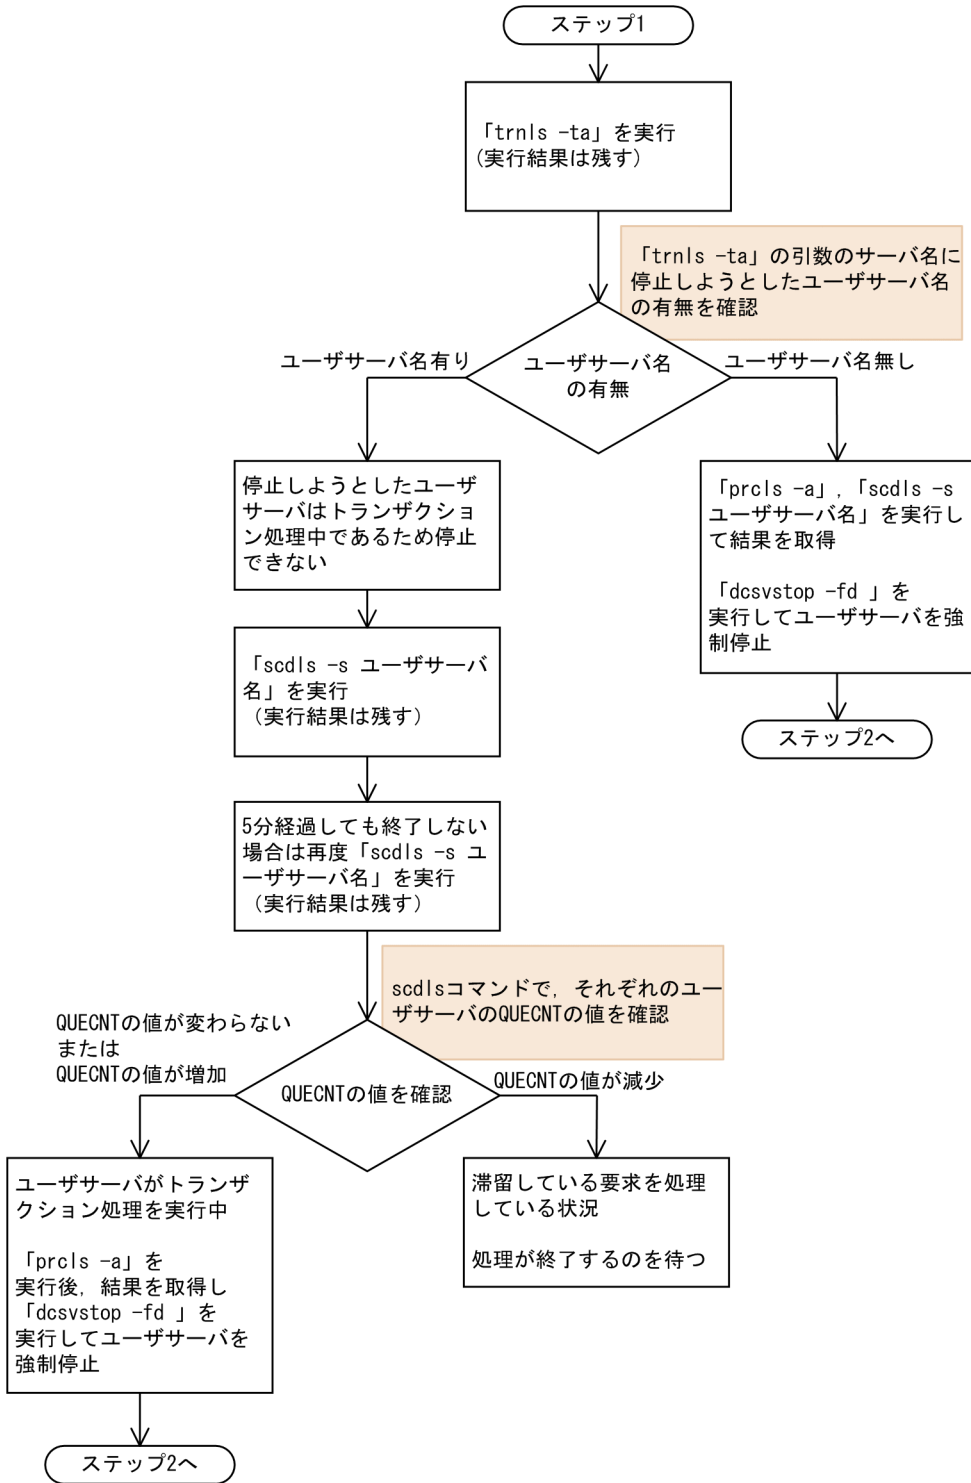 ステップ1
「trnls -ta」を実行
(実行結果は残す)
「trnls -ta」の引数のサーバ名に
停止しようとしたユーザサーバ名
の有無を確認
ユーザサーバ名有り
ユーザサーバ名
の有無
ユーザサーバ名無し
停止しようとしたユーザ
サーバはトランザクショ
ン処理中であるため停止
できない
「prcls -a」,「scdls -s
ユーザサーバ名」を実行し
て結果を取得
「dcsvstop -fd 」を
実行してユーザサーバを強
制停止
「scdls -s ユーザサーバ
名」を実行
(実行結果は残す)
ステップ2へ
5分経過しても終了しない
場合は再度「scdls -s ユ
ーザサーバ名」を実行
(実行結果は残す)
scdlsコマンドで, それぞれのユー
ザサーバのQUECNTの値を確認
QUECNTの値が変わらない
または
QUECNTの値が増加
QUECNTの値を確認
QUECNTの値が減少
ユーザサーバがトランザ
クション処理を実行中
「prcls -a」を
実行後, 結果を取得し
「dcsvstop -fd 」を
実行してユーザサーバを
強制停止
滞留している要求を処理
している状況
処理が終了するのを待つ
ステップ2へ